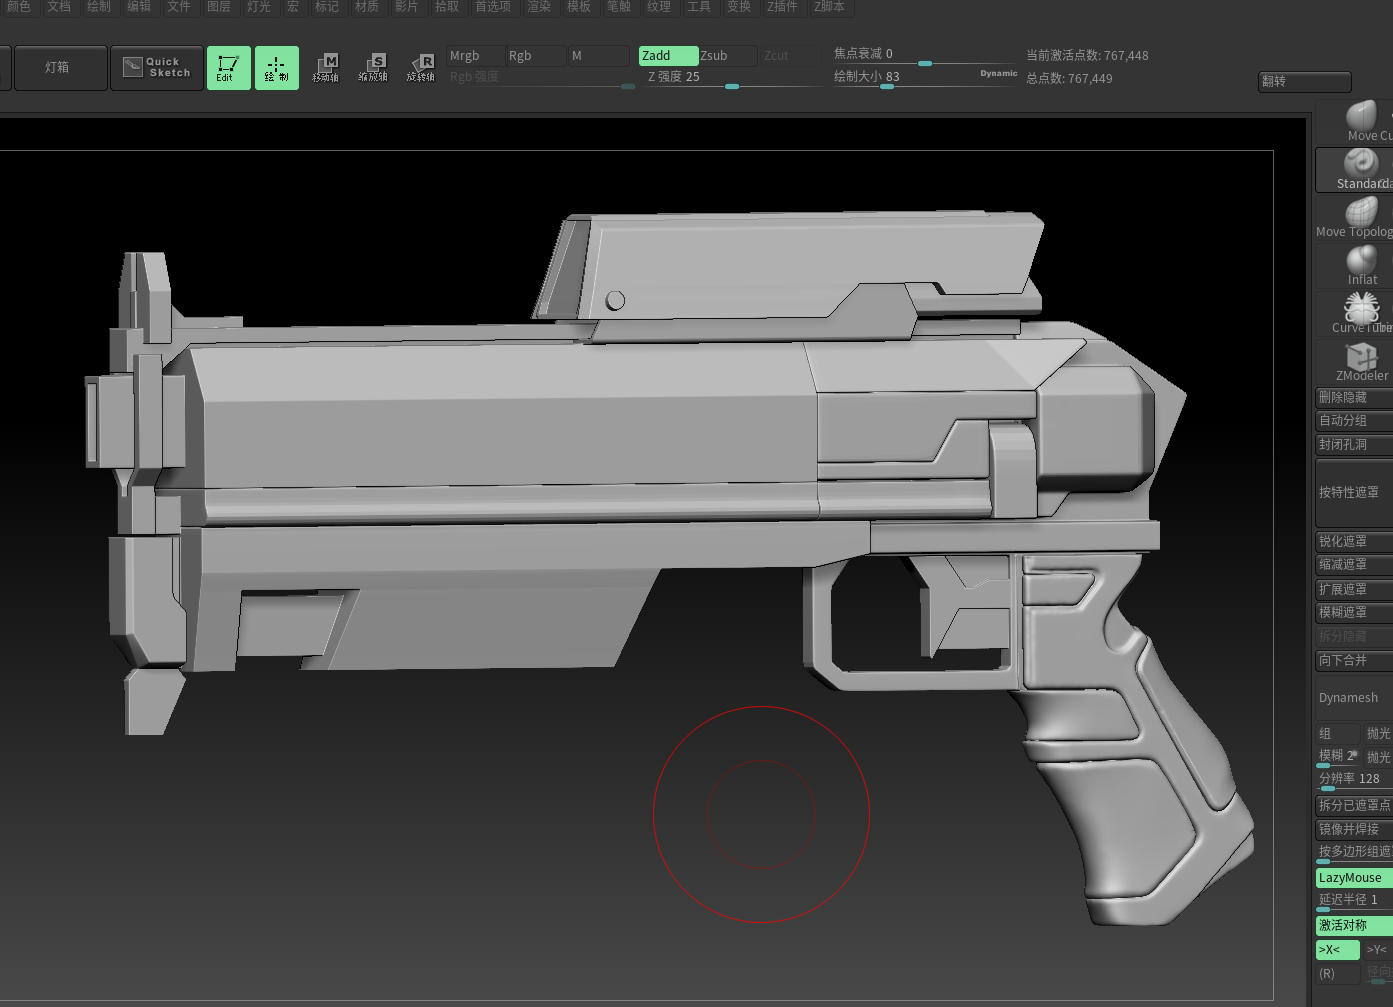 颜色 文档 绘制 编辑 文件 图层 灯光 宏 标记 材质 影片 拾取 首选项 渲染 模板 笔触 纹理 工具 变换 Z插件 Z脚本
灯箱
Quick Sketch
Edit
绘 制
M
移动轴
S
缩放轴
R
旋转轴
Mrgb Rgb M
Rgb 强度
Zadd Zsub Zcut
Z 强度 25
焦点衰减 0
绘制大小 83
Dynamic
当前激活点数: 767,448
总点数: 767,449
翻转
Move Cu
Standard
Move Topolog
Inflat
CurveTube
ZModeler
删除隐藏
自动分组
封闭孔洞
按特性遮罩
锐化遮罩
缩减遮罩
扩展遮罩
模糊遮罩
拆分隐藏
向下合并
Dynamesh
组 抛光
模糊 2 抛光
分辨率 128
拆分已遮罩点
镜像并焊接
按多边形组遮
LazyMouse
延迟半径 1
激活对称
>X< >Y<
(R) 径向